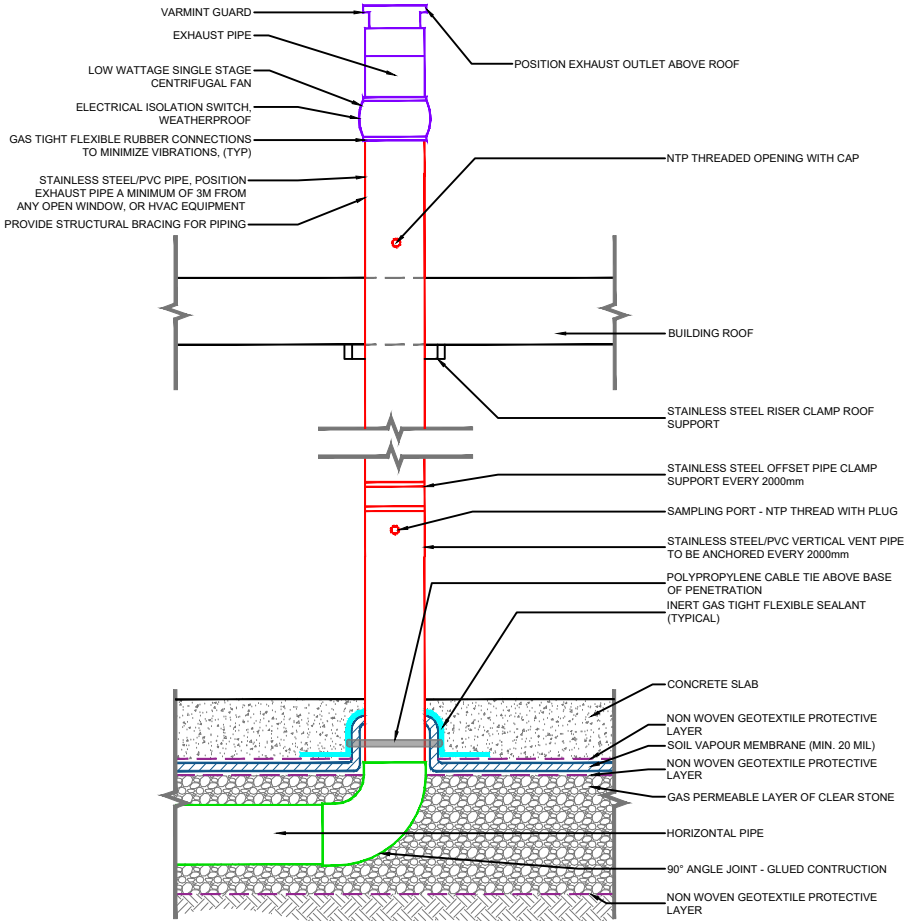 VARMINT GUARD
EXHAUST PIPE
LOW WATTAGE SINGLE STAGE
CENTRIFUGAL FAN
ELECTRICAL ISOLATION SWITCH,
WEATHERPROOF
GAS TIGHT FLEXIBLE RUBBER CONNECTIONS
TO MINIMIZE VIBRATIONS, (TYP)
STAINLESS STEEL/PVC PIPE, POSITION
EXHAUST PIPE A MINIMUM OF 3M FROM
ANY OPEN WINDOW, OR HVAC EQUIPMENT
PROVIDE STRUCTURAL BRACING FOR PIPING
POSITION EXHAUST OUTLET ABOVE ROOF
NTP THREADED OPENING WITH CAP
BUILDING ROOF
STAINLESS STEEL RISER CLAMP ROOF
SUPPORT
STAINLESS STEEL OFFSET PIPE CLAMP
SUPPORT EVERY 2000mm
SAMPLING PORT - NTP THREAD WITH PLUG
STAINLESS STEEL/PVC VERTICAL VENT PIPE
TO BE ANCHORED EVERY 2000mm
POLYPROPYLENE CABLE TIE ABOVE BASE
OF PENETRATION
INERT GAS TIGHT FLEXIBLE SEALANT
(TYPICAL)
CONCRETE SLAB
NON WOVEN GEOTEXTILE PROTECTIVE
LAYER
SOIL VAPOUR MEMBRANE (MIN. 20 MIL)
NON WOVEN GEOTEXTILE PROTECTIVE
LAYER
GAS PERMEABLE LAYER OF CLEAR STONE
HORIZONTAL PIPE
90° ANGLE JOINT - GLUED CONTRUCTION
NON WOVEN GEOTEXTILE PROTECTIVE
LAYER